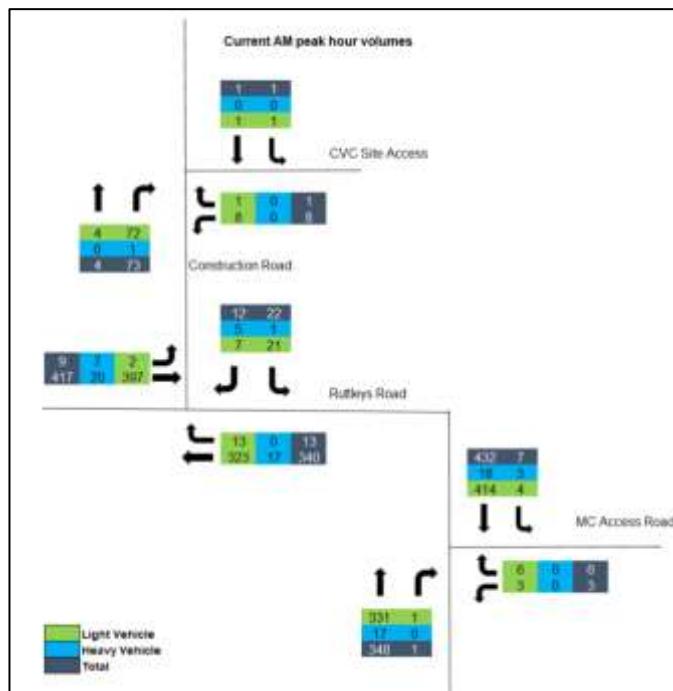 Current AM peak hour volumes
1 1
0 0
1 1
CVC Site Access
1 0 1
8 0 8
4 72
0 1
4 73
Construction Road
12 22
5 1
7 21
9 7 2
417 20 397
Rutleys Road
13 0 13
323 17 340
432 7
18 3
414 4
MC Access Road
6 0 6
3 0 3
331 1
17 0
348 1
Light Vehicle
Heavy Vehicle
Total